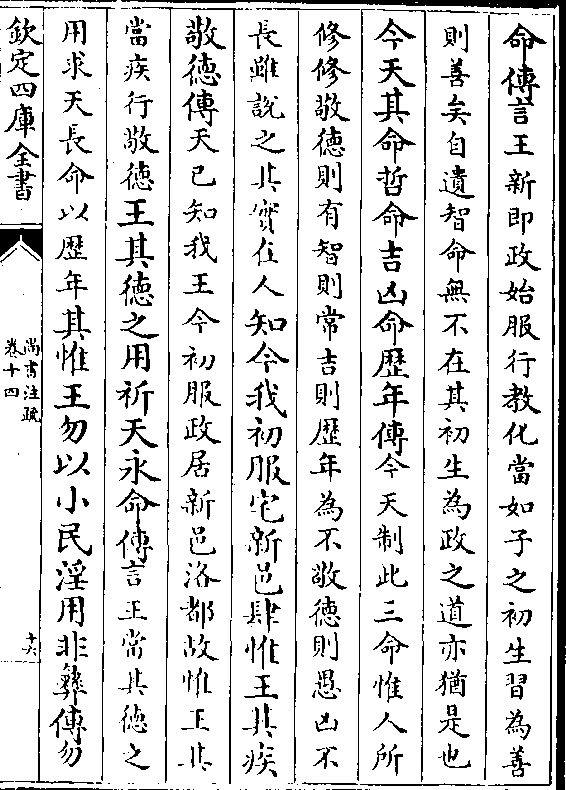 命傳言王新即政始服行教化當如子之初生習為善
則善矣自遺智命無不在其初生為政之道亦猶是也
今天其命哲命吉凶命歴年傳今天制此三命惟人所
修修敬德則有智則常吉則歴年為不敬德則愚凶不
長雖說之其實在人知今我初服宅新邑肆惟王其疾
敬德傳天已知我王今初服政居新邑洛都故惟王其
當疾行敬德王其德之用祈天永命傳言王當其德之
用求天長命以歴年其惟王勿以小民淫用非彝傳勿
欽定四庫全書
尚書注疏
卷十四
十六